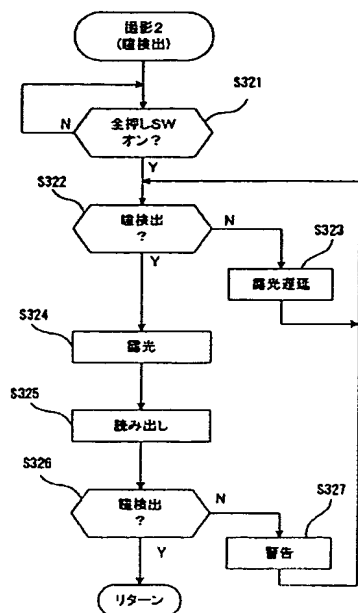 撮影2
(瞳検出)
S321
全押しSW
オン?
N
Y
S322
瞳検出
?
N
Y
S323
露光遅延
S324
露光
S325
読み出し
S326
瞳検出
?
N
Y
S327
警告
リターン